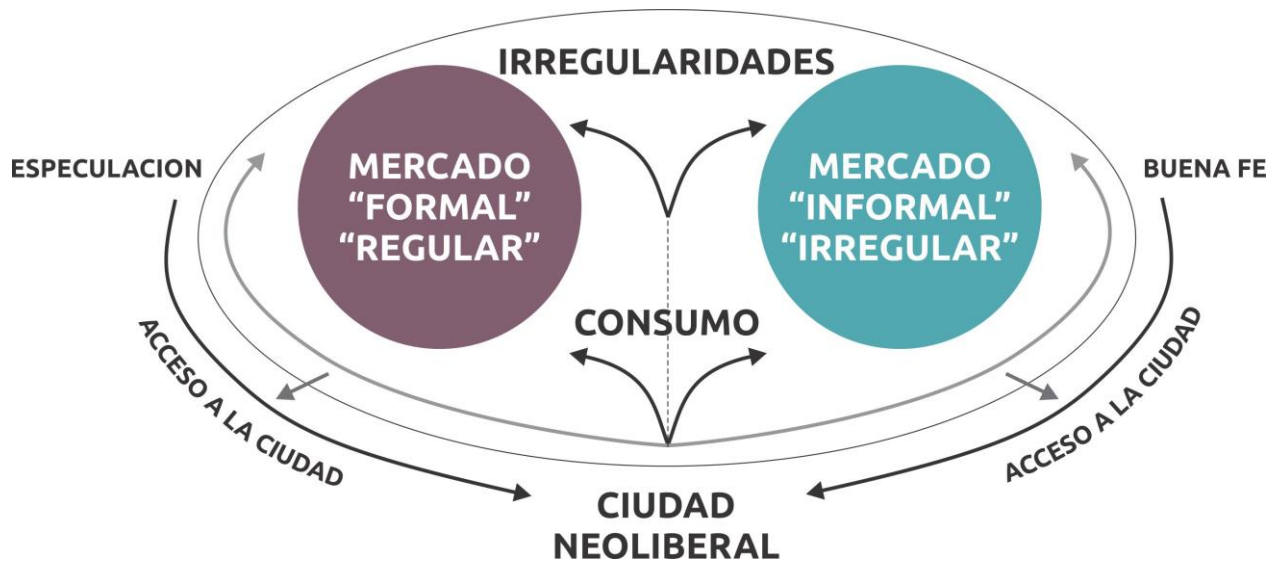 IRREGULARIDADES
ESPECULACION
MERCADO
“FORMAL”
“REGULAR”
MERCADO
“INFORMAL”
“IRREGULAR”
BUENA FE
CONSUMO
ACCESO A LA CIUDAD
ACCESO A LA CIUDAD
CIUDAD
NEOLIBERAL